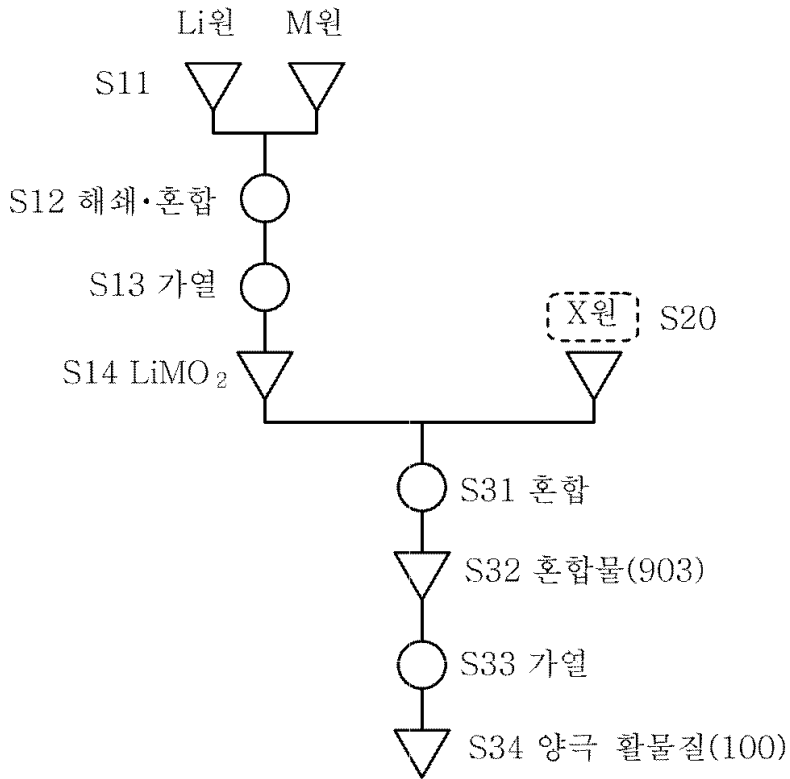 Li원 M원
S11
S12 해쇄·혼합
S13 가열
X원 S20
S14 LiMO₂
S31 혼합
S32 혼합물(903)
S33 가열
S34 양극 활물질(100)